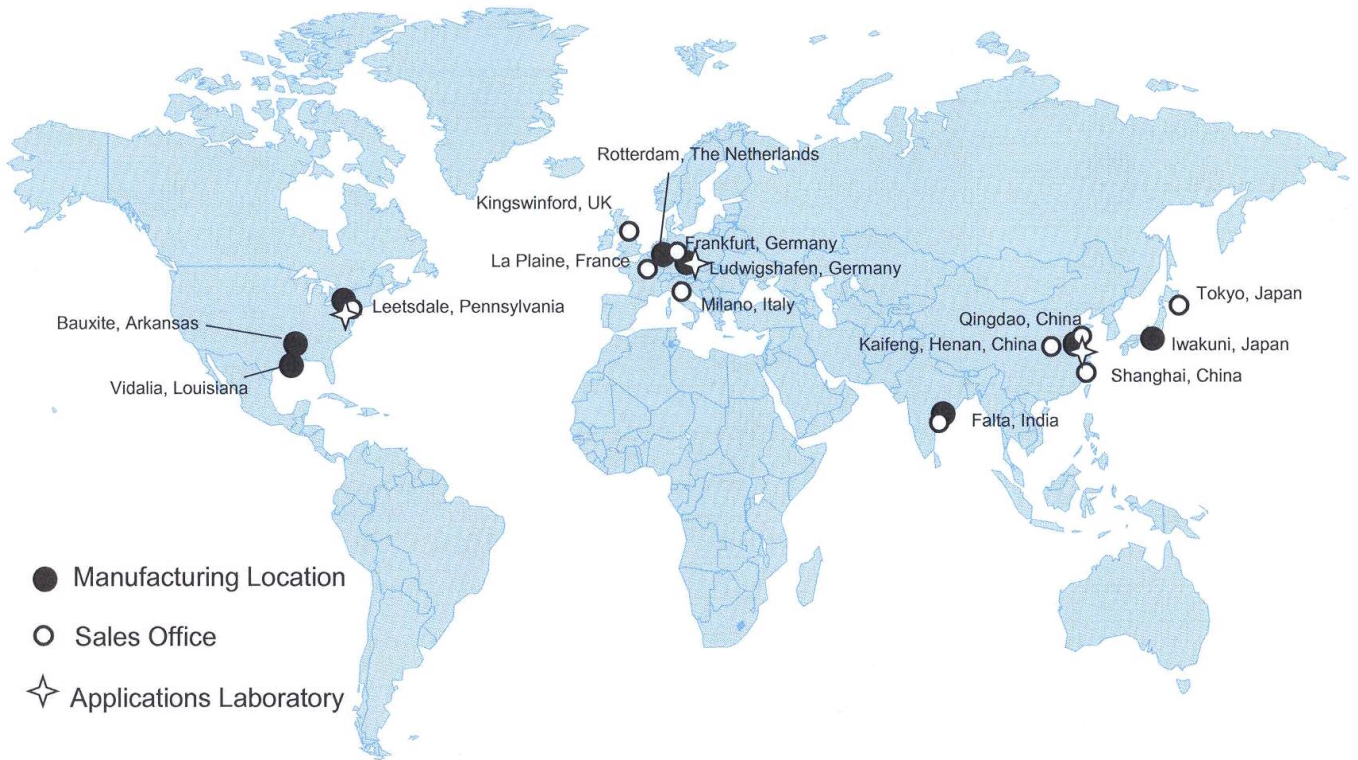 Rotterdam, The Netherlands
Kingswinford, UK
Frankfurt, Germany
La Plaine, France
Ludwigshafen, Germany
Milano, Italy
Leetsdale, Pennsylvania
Bauxite, Arkansas
Vidalia, Louisiana
Tokyo, Japan
Qingdao, China
Kaifeng, Henan, China
Iwakuni, Japan
Shanghai, China
Falta, India
Manufacturing Location
Sales Office
Applications Laboratory